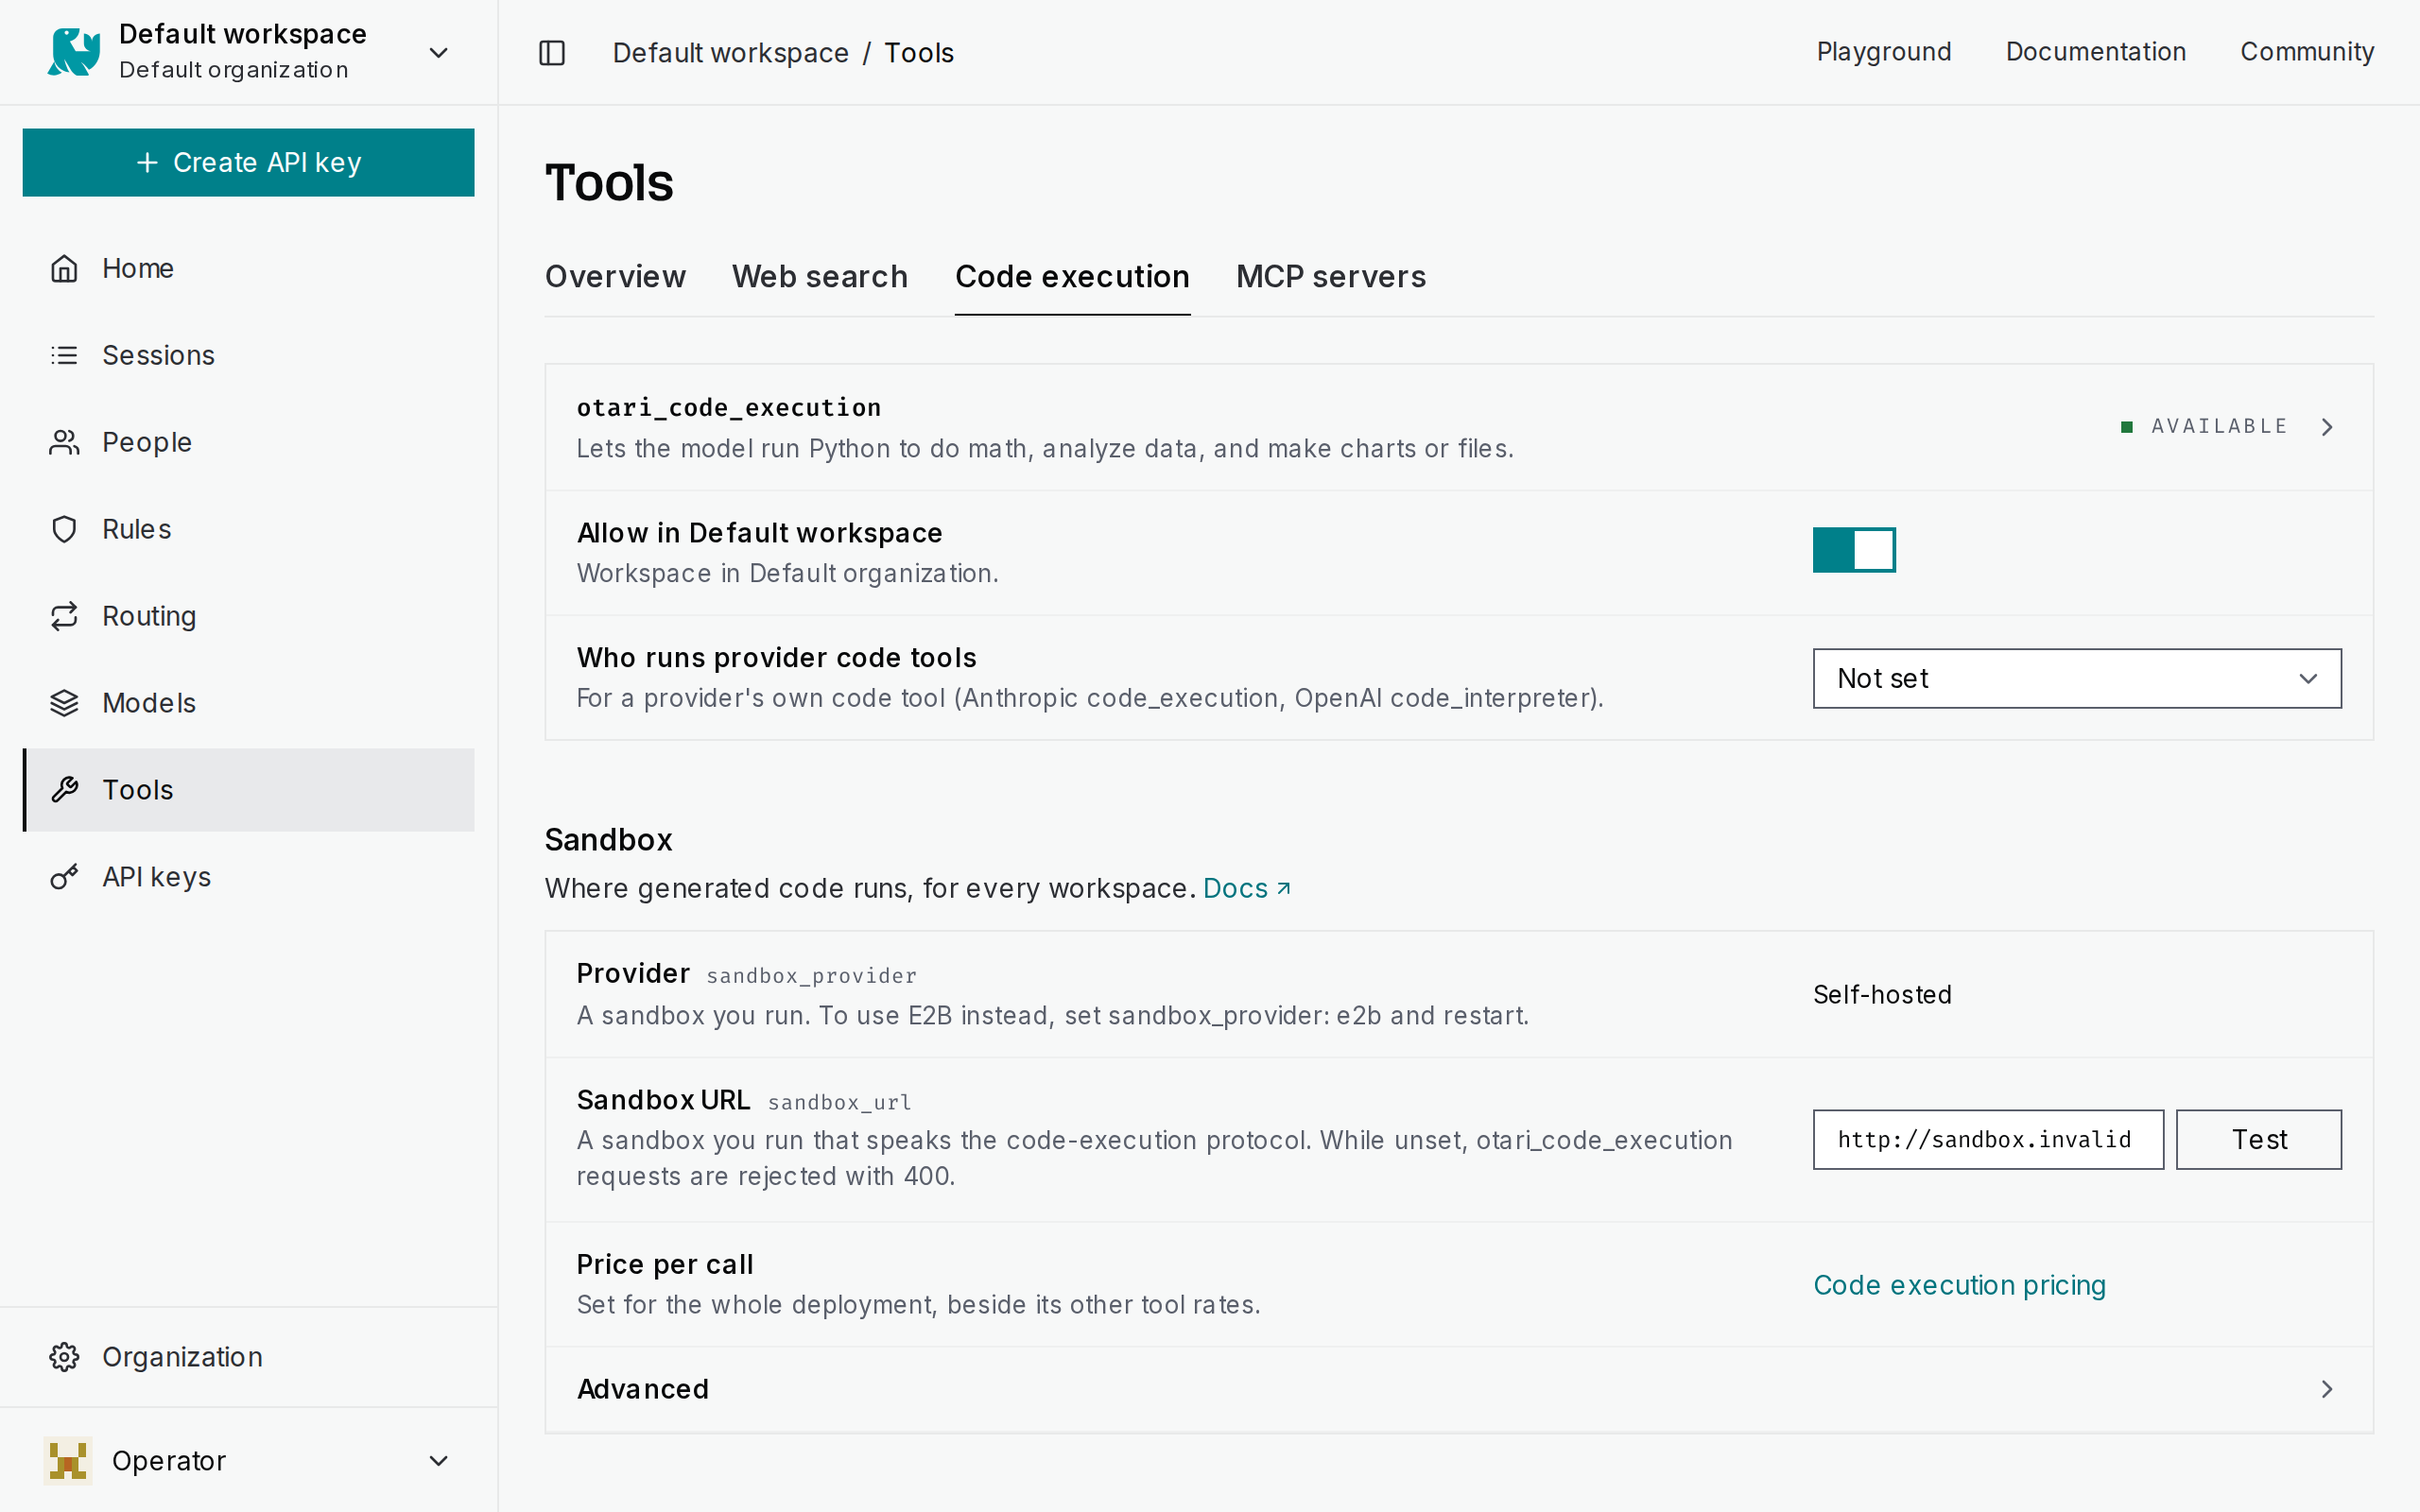 Default workspace
Default organization
Default workspace / Tools
Playground
Documentation
Community
Create API key
Home
Sessions
People
Rules
Routing
Models
Tools
API keys
Organization
Operator
Tools
Overview
Web search
Code execution
MCP servers
otari_code_execution
Lets the model run Python to do math, analyze data, and make charts or files.
AVAILABLE
Allow in Default workspace
Workspace in Default organization.
Who runs provider code tools
For a provider's own code tool (Anthropic code_execution, OpenAI code_interpreter).
Not set
Sandbox
Where generated code runs, for every workspace. Docs
Provider sandbox_provider
A sandbox you run. To use E2B instead, set sandbox_provider: e2b and restart.
Self-hosted
Sandbox URL sandbox_url
A sandbox you run that speaks the code-execution protocol. While unset, otari_code_execution
requests are rejected with 400.
http://sandbox.invalid
Test
Price per call
Set for the whole deployment, beside its other tool rates.
Code execution pricing
Advanced